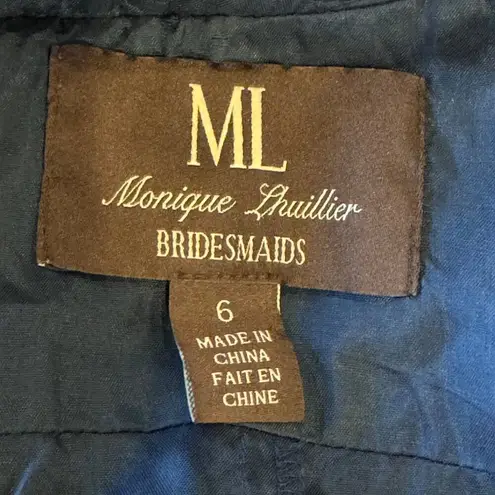 ML
Monique Lhuillier
BRIDESMAIDS
6
MADE IN
CHINA
FAIT EN
CHINE